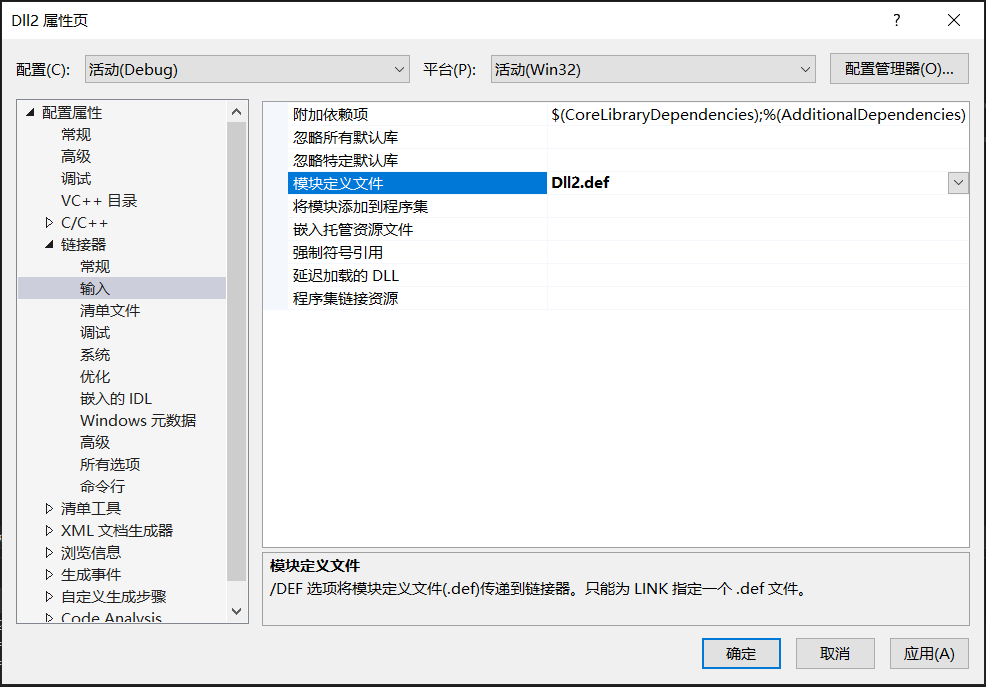 Dll2 属性页
?
配置(C): 活动(Debug) 平台(P): 活动(Win32) 配置管理器(O)...
配置属性
常规
高级
调试
VC++ 目录
C/C++
链接器
常规
输入
清单文件
调试
系统
优化
嵌入的 IDL
Windows 元数据
高级
所有选项
命令行
清单工具
XML 文档生成器
浏览信息
生成事件
自定义生成步骤
Code Analysis
附加依赖项 $(CoreLibraryDependencies);%(AdditionalDependencies)
忽略所有默认库
忽略特定默认库
模块定义文件 Dll2.def
将模块添加到程序集
嵌入托管资源文件
强制符号引用
延迟加载的 DLL
程序集链接资源
模块定义文件
/DEF 选项将模块定义文件(.def)传递到链接器。只能为 LINK 指定一个 .def 文件。
确定 取消 应用(A)